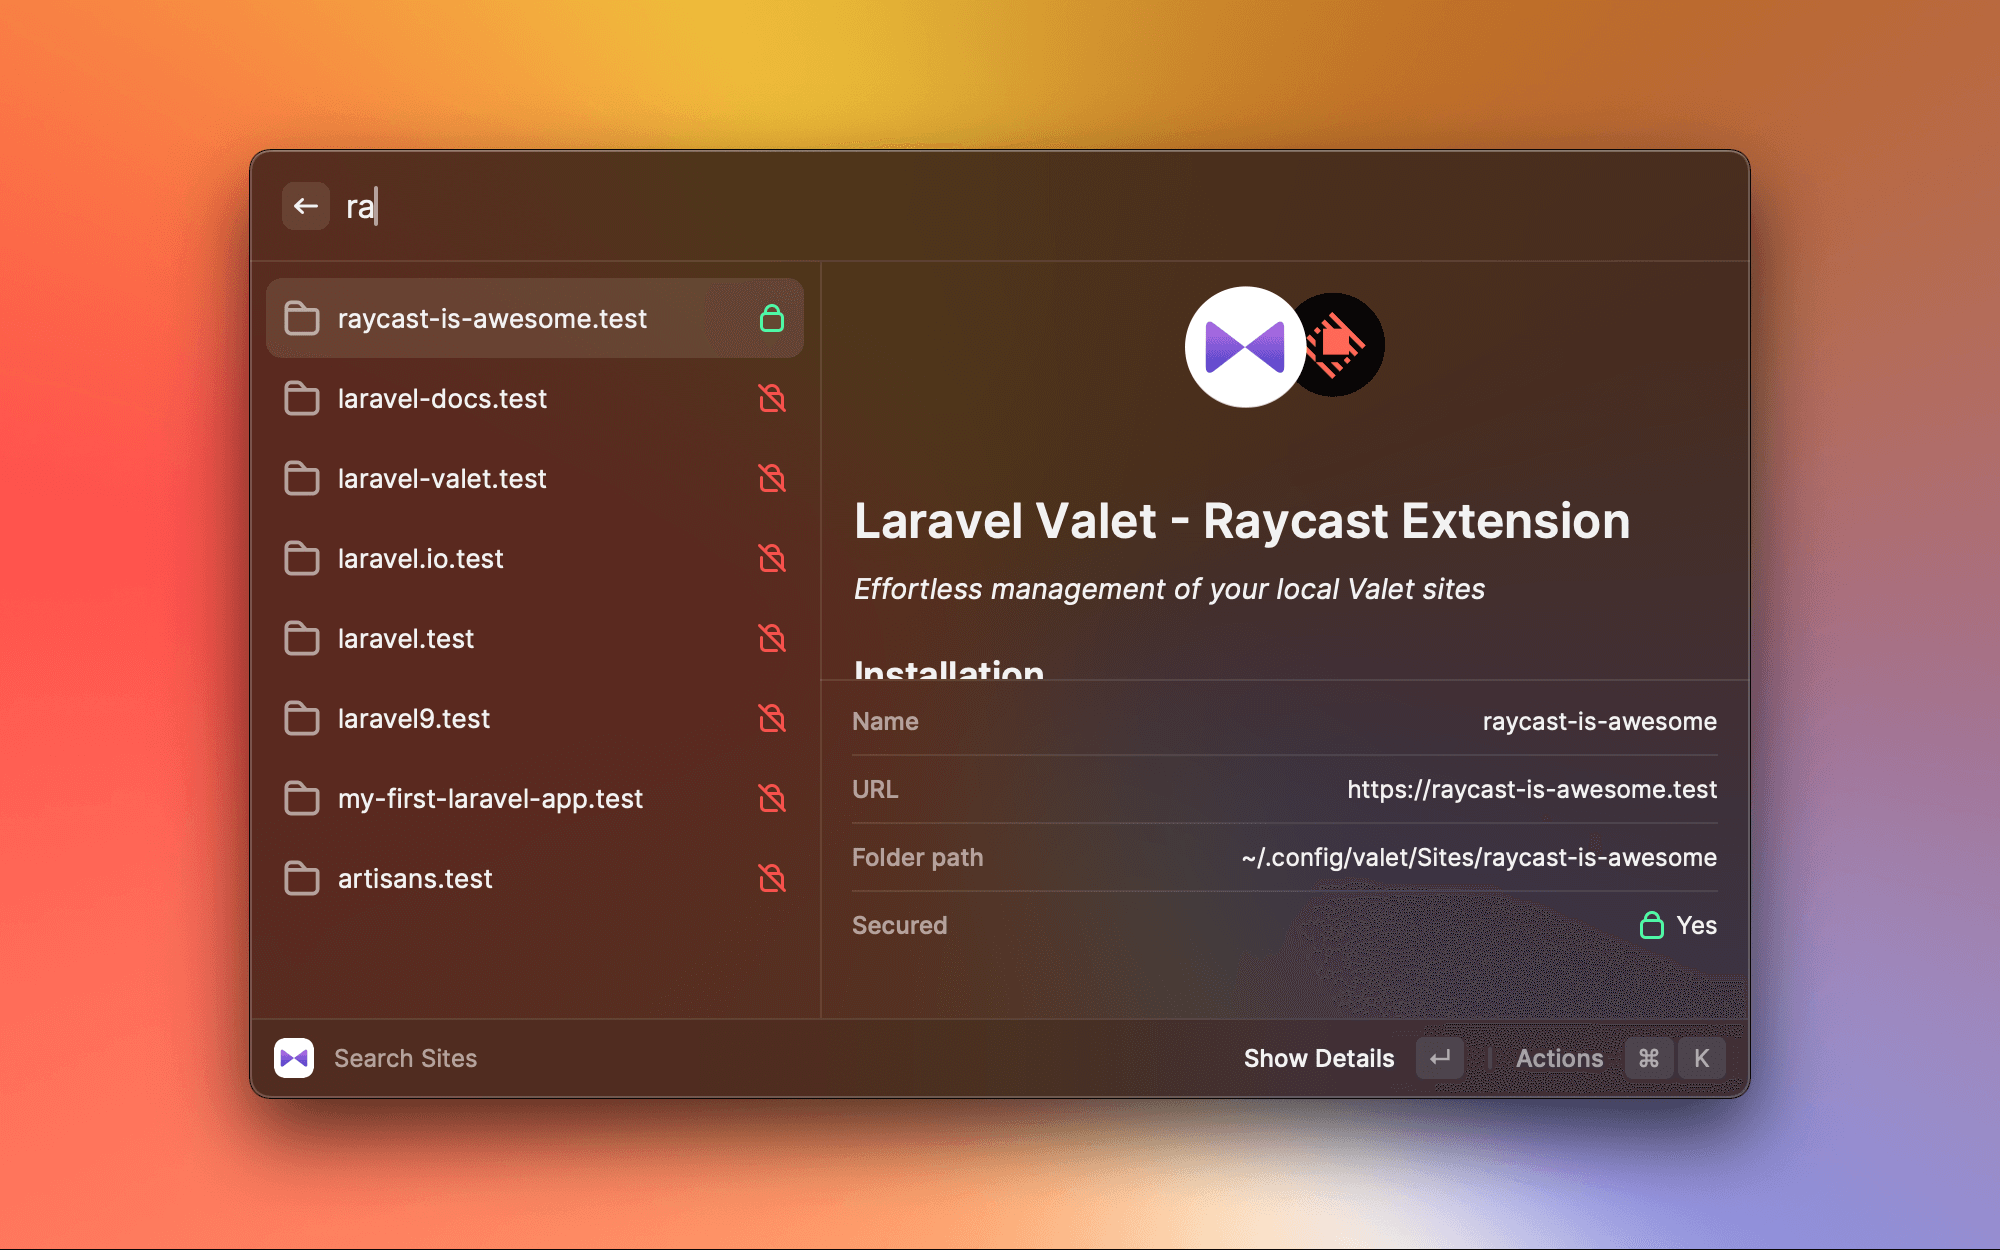 ra
raycast-is-awesome.test
laravel-docs.test
laravel-valet.test
laravel.io.test
laravel.test
laravel9.test
my-first-laravel-app.test
artisans.test
Laravel Valet - Raycast Extension
Effortless management of your local Valet sites
Installation
Name raycast-is-awesome
URL https://raycast-is-awesome.test
Folder path ~/.config/valet/Sites/raycast-is-awesome
Secured Yes
Search Sites Show Details ↵ Actions ⌘ K